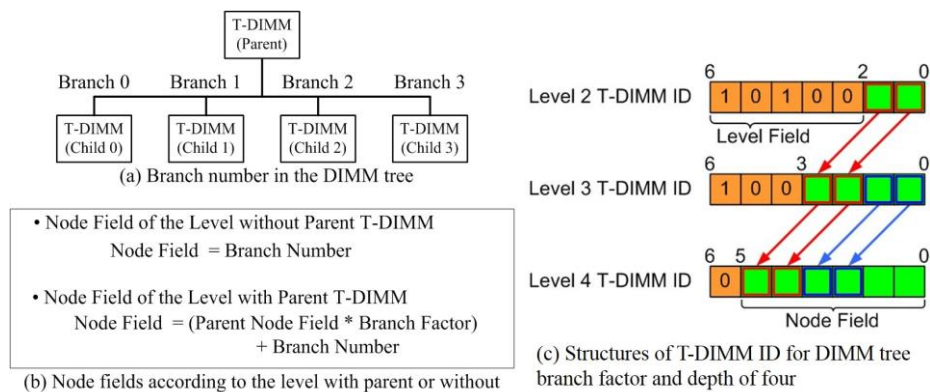 T-DIMM
(Parent)
Branch 0
Branch 1
Branch 2
Branch 3
T-DIMM
(Child 0)
T-DIMM
(Child 1)
T-DIMM
(Child 2)
T-DIMM
(Child 3)
(a) Branch number in the DIMM tree
• Node Field of the Level without Parent T-DIMM
Node Field = Branch Number
• Node Field of the Level with Parent T-DIMM
Node Field = (Parent Node Field * Branch Factor)
+ Branch Number
(b) Node fields according to the level with parent or without
6 2 0
Level 2 T-DIMM ID 1 0 1 0 0
Level Field
6 3 0
Level 3 T-DIMM ID 1 0 0
6 5 0
Level 4 T-DIMM ID 0
Node Field
(c) Structures of T-DIMM ID for DIMM tree
branch factor and depth of four